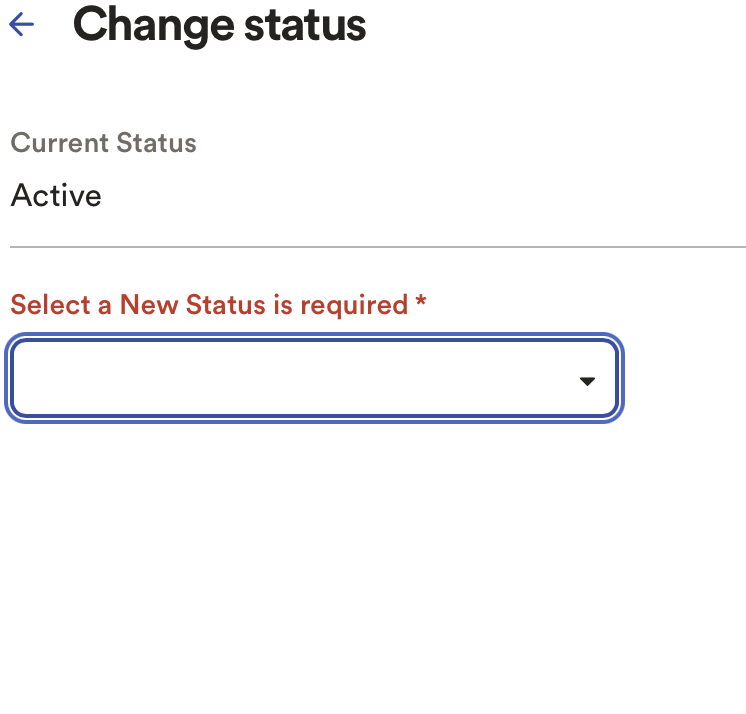 Change status
Current Status
Active
Select a New Status is required *